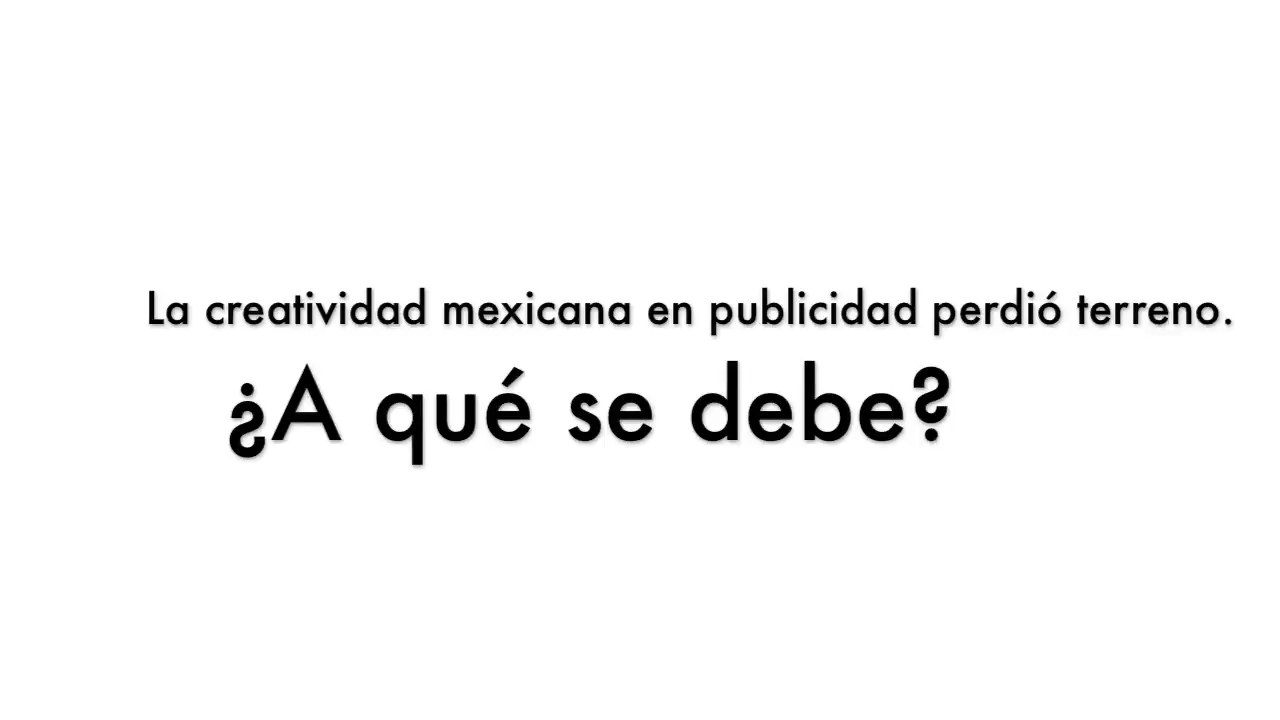 La creatividad mexicana en publicidad perdió terreno.
¿A qué se debe?